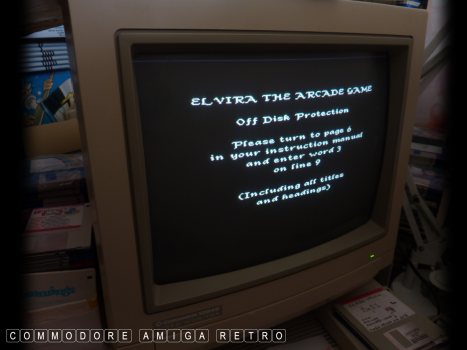 ELVIRA THE ARCADE GAME
Off Disk Protection
Please turn to page 6
in your instruction manual
and enter word 3
on line 9
(Including all titles
and headings)
COMMODORE AMIGA RETRO